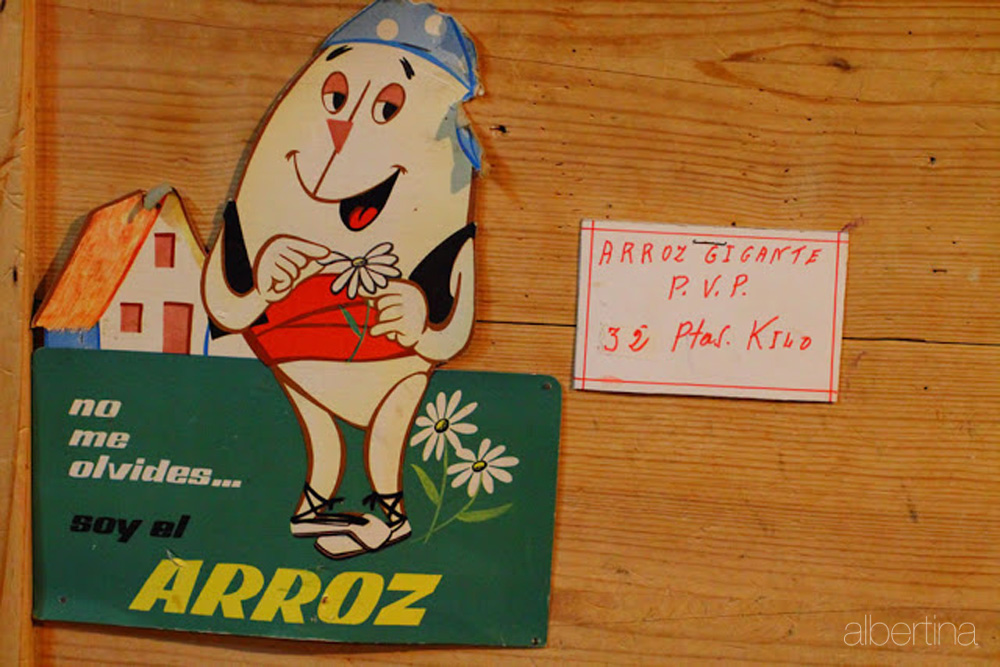 no
me
olvides...
soy el
ARROZ
ARROZ GIGANTE
P.V.P.
32 Ptas. KILO
albertina